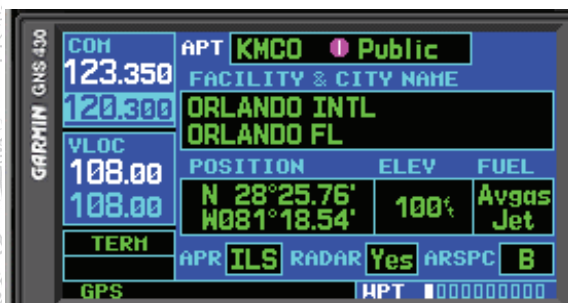 GARMIN GNS 430
COM
123.350
120.300
VLOC
108.00
108.00
TERM
GPS
APT KMCO Public
FACILITY & CITY NAME
ORLANDO INTL
ORLANDO FL
POSITION ELEV FUEL
N 28°25.76' 100ft Avgas
W081°18.54' Jet
APR ILS RADAR Yes ARSPC B
WPT